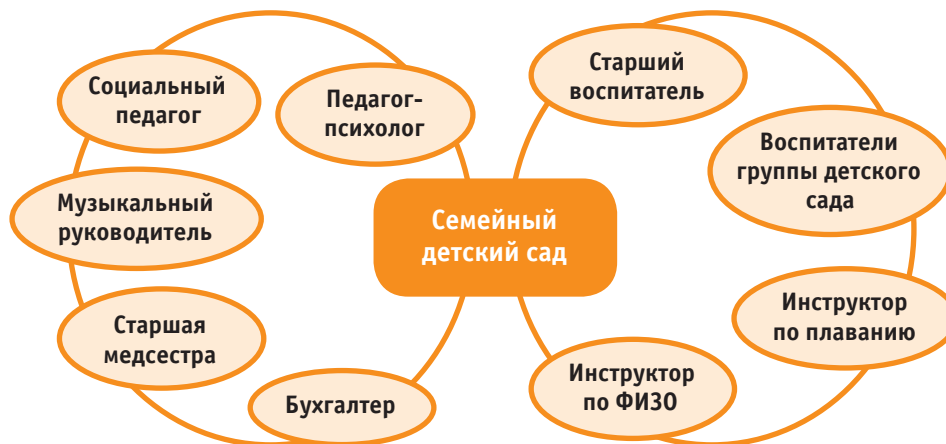 Социальный
педагог
Педагог-
психолог
Старший
воспитатель
Воспитатели
группы детского
сада
Музыкальный
руководитель
Семейный
детский сад
Старшая
медсестра
Инструктор
по плаванию
Бухгалтер
Инструктор
по ФИЗО